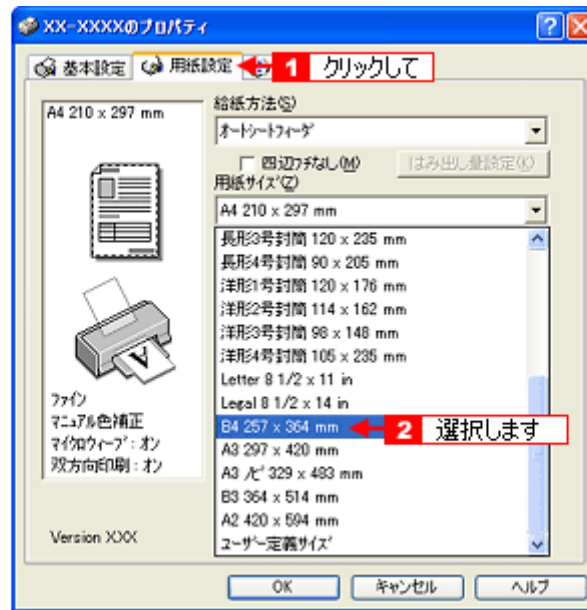 XX-XXXXのプロパティ
基本設定
用紙設定
1 クリックして
A4 210 x 297 mm
給紙方法(S)
オートシートフィーダ
四辺フチなし(M)
はみ出し量設定(K)
用紙サイズ(Z)
A4 210 x 297 mm
長形3号封筒 120 x 235 mm
長形4号封筒 90 x 205 mm
洋形1号封筒 120 x 176 mm
洋形2号封筒 114 x 162 mm
洋形3号封筒 98 x 148 mm
洋形4号封筒 105 x 235 mm
Letter 8 1/2 x 11 in
Legal 8 1/2 x 14 in
B4 257 x 364 mm
2 選択します
A3 297 x 420 mm
A3 ノビ 329 x 483 mm
B3 364 x 514 mm
A2 420 x 594 mm
ユーザー定義サイズ
ファイン
マニュアル色補正
マイクロウィーブ : オン
双方向印刷 : オン
Version XXX
OK
キャンセル
ヘルプ